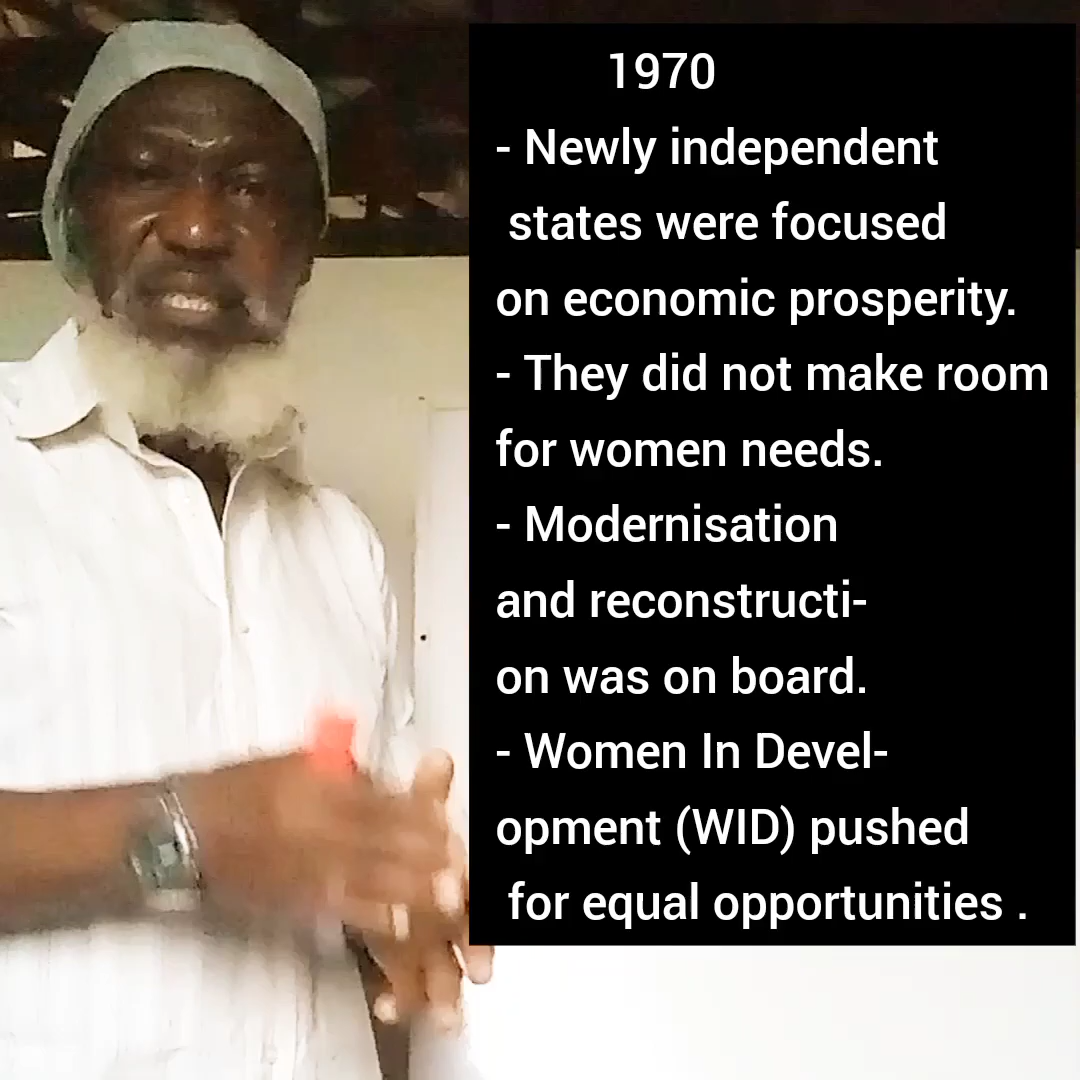 1970
- Newly independent
states were focused
on economic prosperity.
- They did not make room
for women needs.
- Modernisation
and reconstructi-
on was on board.
- Women In Devel-
opment (WID) pushed
for equal opportunities .